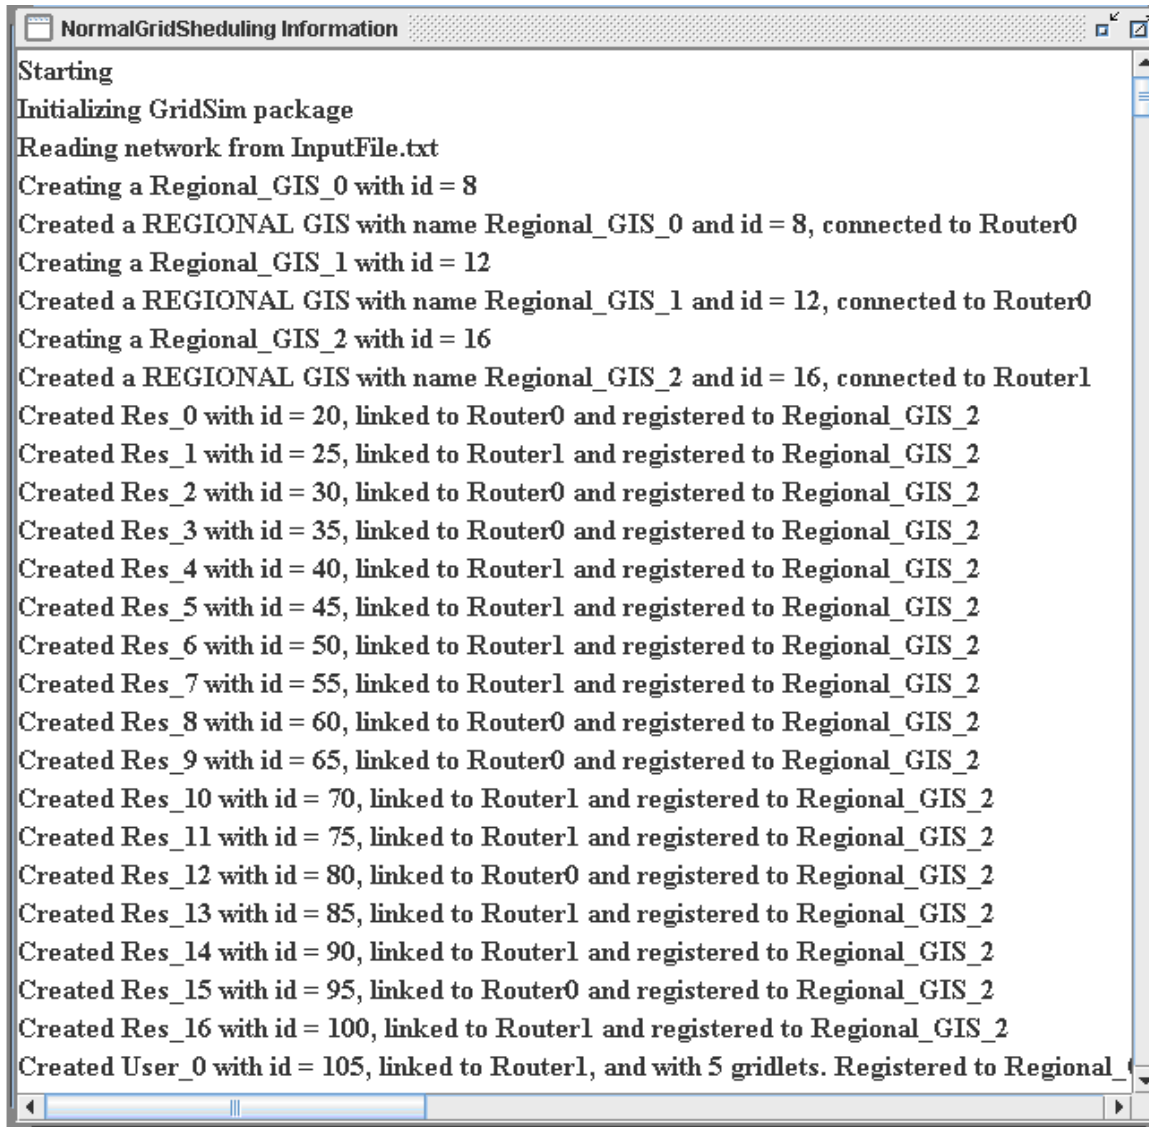 NormalGridSheduling Information
Starting
Initializing GridSim package
Reading network from InputFile.txt
Creating a Regional_GIS_0 with id = 8
Created a REGIONAL GIS with name Regional_GIS_0 and id = 8, connected to Router0
Creating a Regional_GIS_1 with id = 12
Created a REGIONAL GIS with name Regional_GIS_1 and id = 12, connected to Router0
Creating a Regional_GIS_2 with id = 16
Created a REGIONAL GIS with name Regional_GIS_2 and id = 16, connected to Router1
Created Res_0 with id = 20, linked to Router0 and registered to Regional_GIS_2
Created Res_1 with id = 25, linked to Router1 and registered to Regional_GIS_2
Created Res_2 with id = 30, linked to Router0 and registered to Regional_GIS_2
Created Res_3 with id = 35, linked to Router0 and registered to Regional_GIS_2
Created Res_4 with id = 40, linked to Router1 and registered to Regional_GIS_2
Created Res_5 with id = 45, linked to Router1 and registered to Regional_GIS_2
Created Res_6 with id = 50, linked to Router1 and registered to Regional_GIS_2
Created Res_7 with id = 55, linked to Router1 and registered to Regional_GIS_2
Created Res_8 with id = 60, linked to Router0 and registered to Regional_GIS_2
Created Res_9 with id = 65, linked to Router0 and registered to Regional_GIS_2
Created Res_10 with id = 70, linked to Router1 and registered to Regional_GIS_2
Created Res_11 with id = 75, linked to Router1 and registered to Regional_GIS_2
Created Res_12 with id = 80, linked to Router0 and registered to Regional_GIS_2
Created Res_13 with id = 85, linked to Router1 and registered to Regional_GIS_2
Created Res_14 with id = 90, linked to Router1 and registered to Regional_GIS_2
Created Res_15 with id = 95, linked to Router0 and registered to Regional_GIS_2
Created Res_16 with id = 100, linked to Router1 and registered to Regional_GIS_2
Created User_0 with id = 105, linked to Router1, and with 5 gridlets. Registered to Regional_